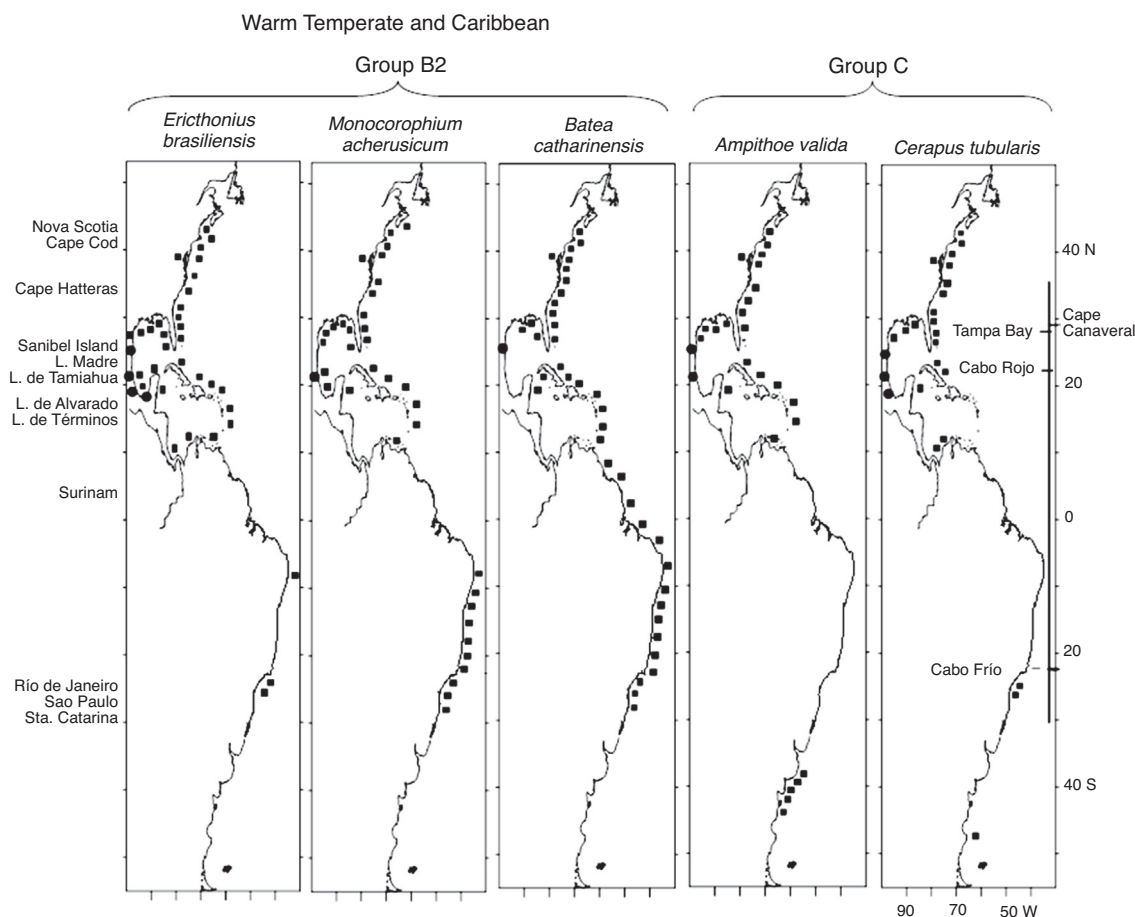 Warm Temperate and Caribbean
Group B2
Group C
Ericthonius
brasiliensis
Monocorophium
acherusicum
Batea
catharinensis
Ampithoe valida
Cerapus tubularis
Nova Scotia
Cape Cod
Cape Hatteras
Sanibel Island
L. Madre
L. de Tamiahua
L. de Alvarado
L. de Términos
Surinam
Río de Janeiro
Sao Paulo
Sta. Catarina
40 N
Cape
Canaveral
Tampa Bay
Cabo Rojo
20
0
20
Cabo Frío
40 S
90 70 50 W